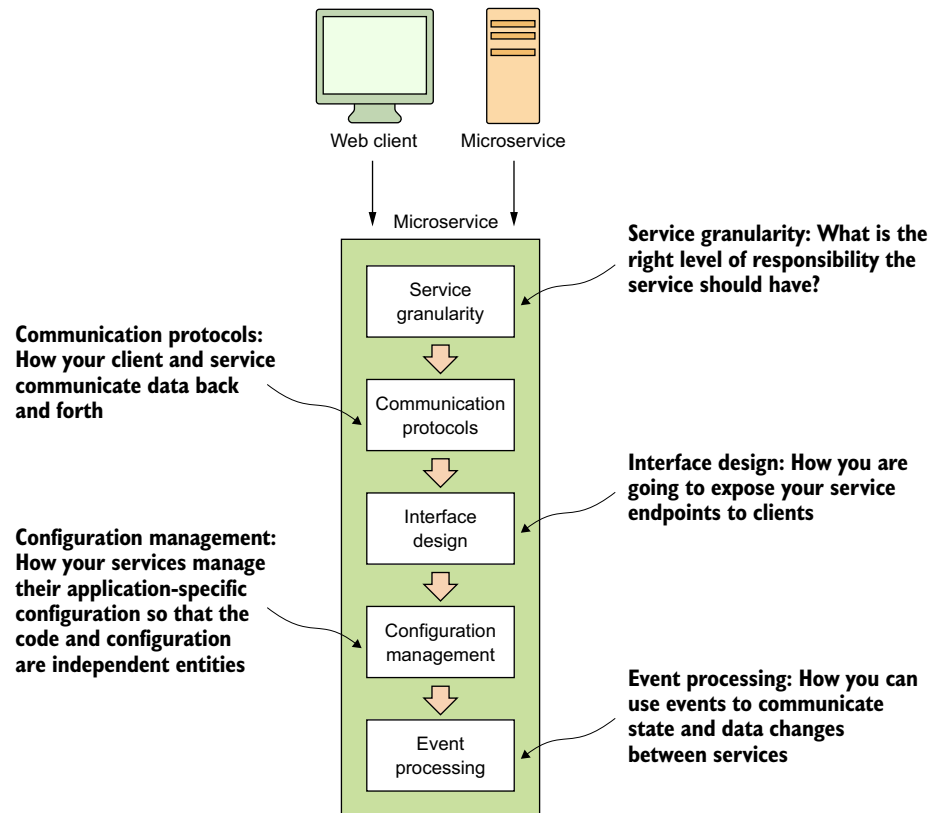 Web client
Microservice
Microservice
Service
granularity
Service granularity: What is the
right level of responsibility the
service should have?
Communication protocols:
How your client and service
communicate data back
and forth
Communication
protocols
Interface
design
Interface design: How you are
going to expose your service
endpoints to clients
Configuration management:
How your services manage
their application-specific
configuration so that the
code and configuration
are independent entities
Configuration
management
Event
processing
Event processing: How you can
use events to communicate
state and data changes
between services